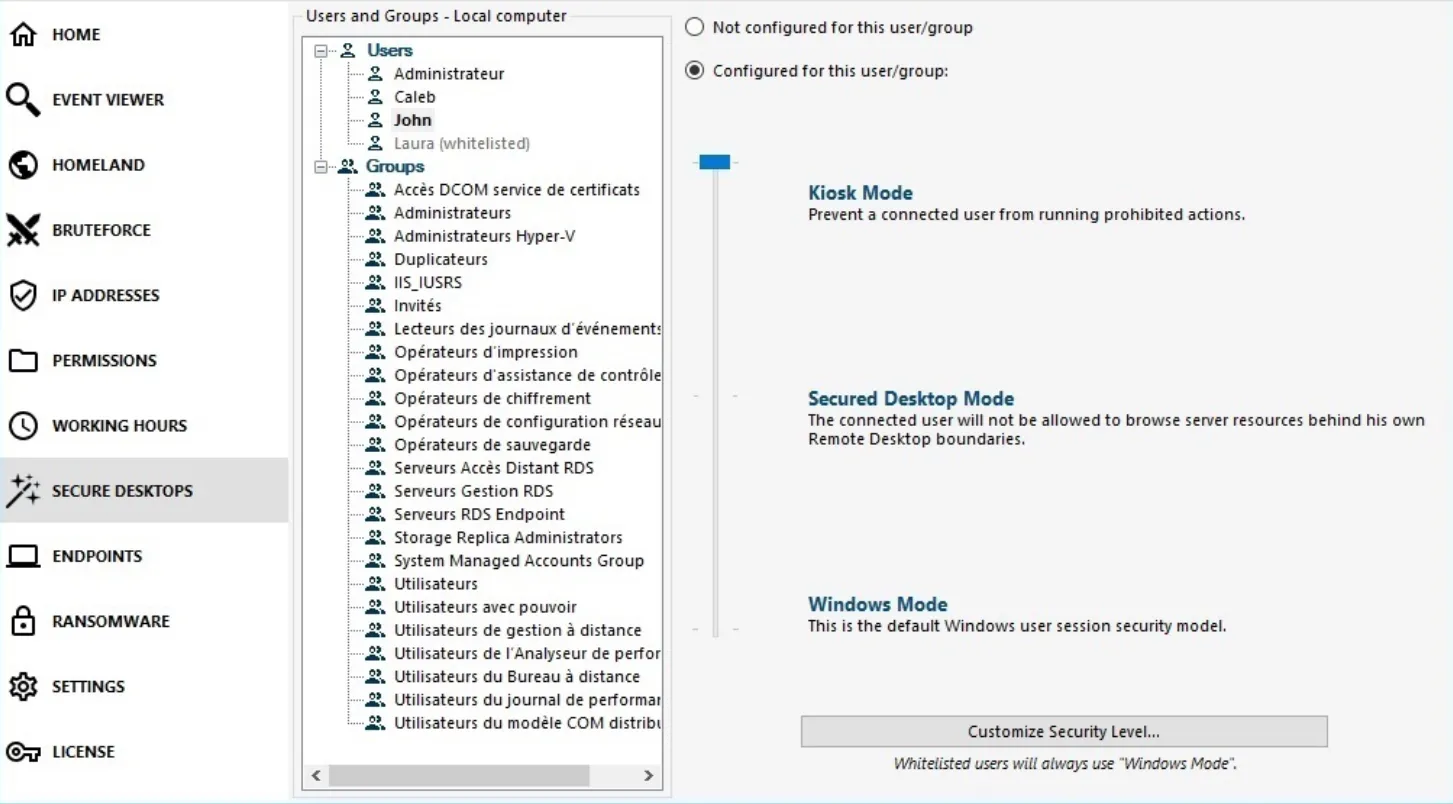 HOME
EVENT VIEWER
HOMELAND
BRUTEFORCE
IP ADDRESSES
PERMISSIONS
WORKING HOURS
SECURE DESKTOPS
ENDPOINTS
RANSOMWARE
SETTINGS
LICENSE
Users and Groups - Local computer
Users
Administrateur
Caleb
John
Laura (whitelisted)
Groups
Accès DCOM service de certificats
Administrateurs
Administrateurs Hyper-V
Duplicateurs
IIS_IUSRS
Invités
Lecteurs des journaux d'événements
Opérateurs d'impression
Opérateurs d'assistance de contrôle
Opérateurs de chiffrement
Opérateurs de configuration réseau
Opérateurs de sauvegarde
Serveurs Accès Distant RDS
Serveurs Gestion RDS
Serveurs RDS Endpoint
Storage Replica Administrators
System Managed Accounts Group
Utilisateurs
Utilisateurs avec pouvoir
Utilisateurs de gestion à distance
Utilisateurs de l'Analyseur de perfor
Utilisateurs du Bureau à distance
Utilisateurs du journal de performar
Utilisateurs du modèle COM distribu
Not configured for this user/group
Configured for this user/group:
Kiosk Mode
Prevent a connected user from running prohibited actions.
Secured Desktop Mode
The connected user will not be allowed to browse server resources behind his own
Remote Desktop boundaries.
Windows Mode
This is the default Windows user session security model.
Customize Security Level...
Whitelisted users will always use "Windows Mode".